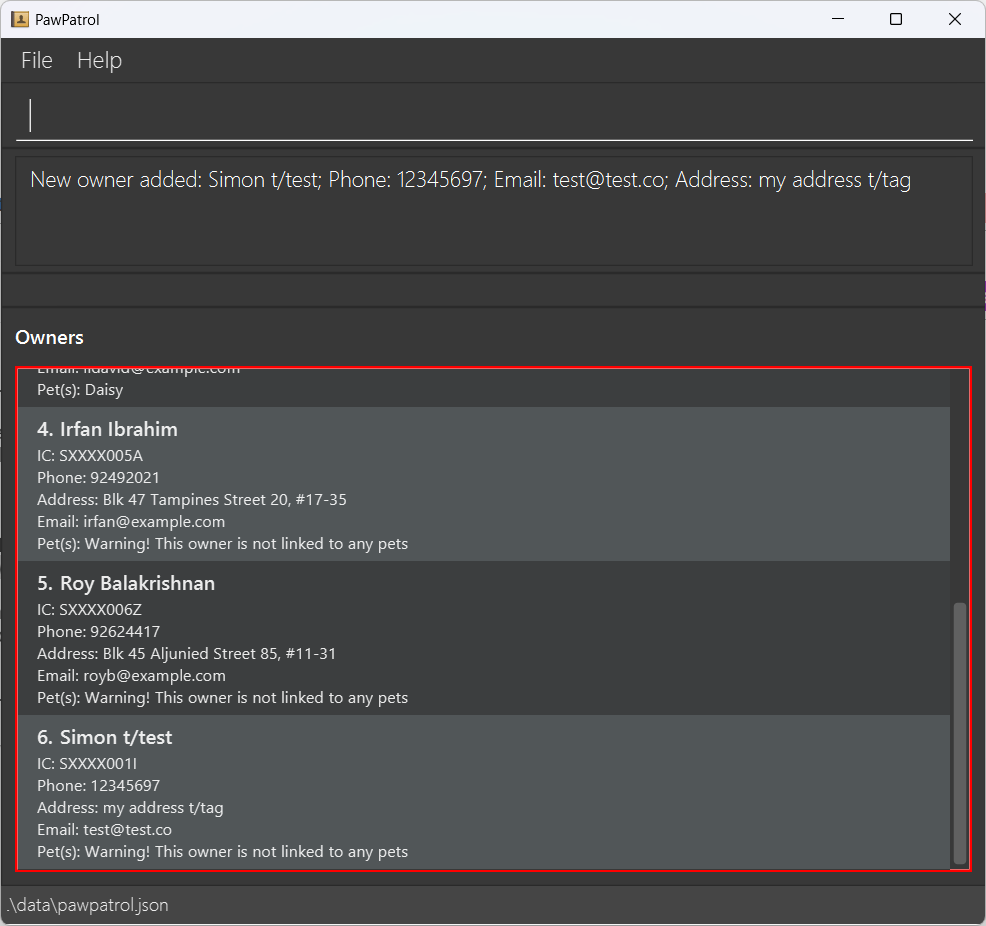 PawPatrol
File Help
New owner added: Simon t/test; Phone: 12345697; Email: test@test.co; Address: my address t/tag
Owners
Email: lidavid@example.com
Pet(s): Daisy
4. Irfan Ibrahim
IC: SXXXX005A
Phone: 92492021
Address: Blk 47 Tampines Street 20, #17-35
Email: irfan@example.com
Pet(s): Warning! This owner is not linked to any pets
5. Roy Balakrishnan
IC: SXXXX006Z
Phone: 92624417
Address: Blk 45 Aljunied Street 85, #11-31
Email: royb@example.com
Pet(s): Warning! This owner is not linked to any pets
6. Simon t/test
IC: SXXXX001I
Phone: 12345697
Address: my address t/tag
Email: test@test.co
Pet(s): Warning! This owner is not linked to any pets
.\data\pawpatrol.json